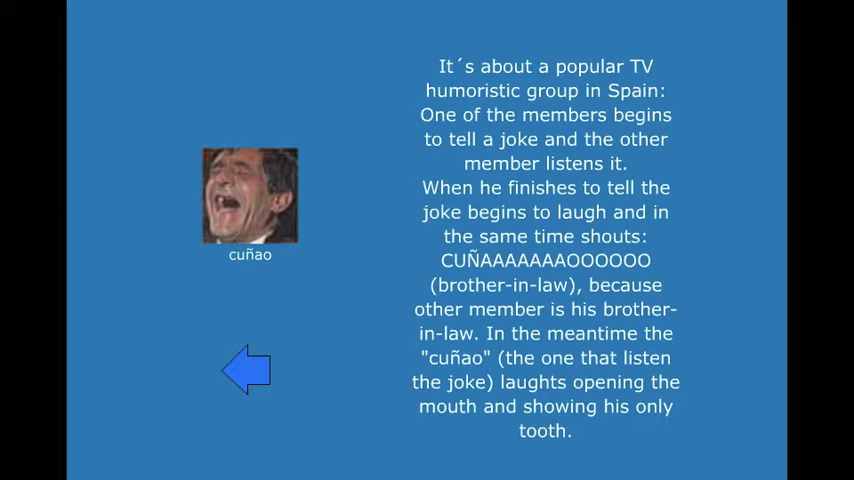 It´s about a popular TV
humoristic group in Spain:
One of the members begins
to tell a joke and the other
member listens it.
When he finishes to tell the
joke begins to laugh and in
the same time shouts:
CUÑAAAAAAAOOOOOO
(brother-in-law), because
other member is his brother-
in-law. In the meantime the
"cuñao" (the one that listen
the joke) laughts opening the
mouth and showing his only
tooth.
cuñao